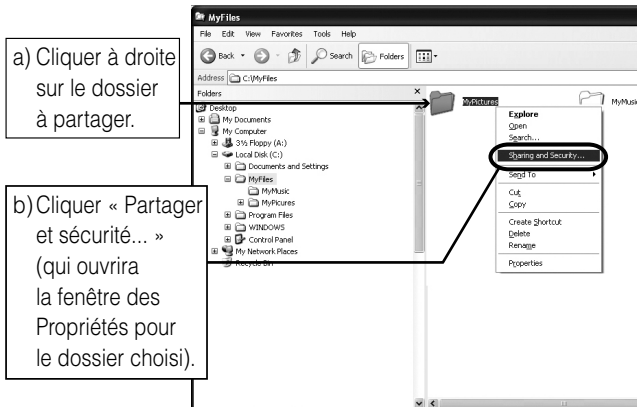 MyFiles
File Edit View Favorites Tools Help
Back Search Folders
Address C:\MyFiles
Folders
Desktop
My Documents
My Computer
3½ Floppy (A:)
Local Disk (C:)
Documents and Settings
MyFiles
MyMusic
MyPicures
Program Files
WINDOWS
Control Panel
My Network Places
Recycle Bin
MyPictures
MyMusic
Explore
Open
Search...
Sharing and Security...
Send To
Cut
Copy
Create Shortcut
Delete
Rename
Properties
a) Cliquer à droite
sur le dossier
à partager.
b) Cliquer « Partager
et sécurité... »
(qui ouvrira
la fenêtre des
Propriétés pour
le dossier choisi).